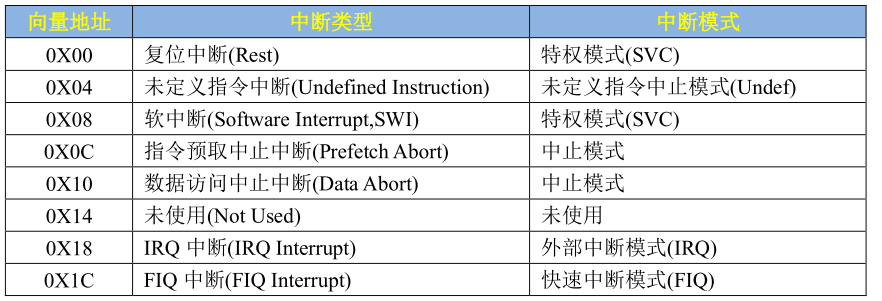 向量地址 中断类型 中断模式
0X00 复位中断(Rest) 特权模式(SVC)
0X04 未定义指令中断(Undefined Instruction) 未定义指令中止模式(Undef)
0X08 软中断(Software Interrupt,SWI) 特权模式(SVC)
0X0C 指令预取中止中断(Prefetch Abort) 中止模式
0X10 数据访问中止中断(Data Abort) 中止模式
0X14 未使用(Not Used) 未使用
0X18 IRQ 中断(IRQ Interrupt) 外部中断模式(IRQ)
0X1C FIQ 中断(FIQ Interrupt) 快速中断模式(FIQ)